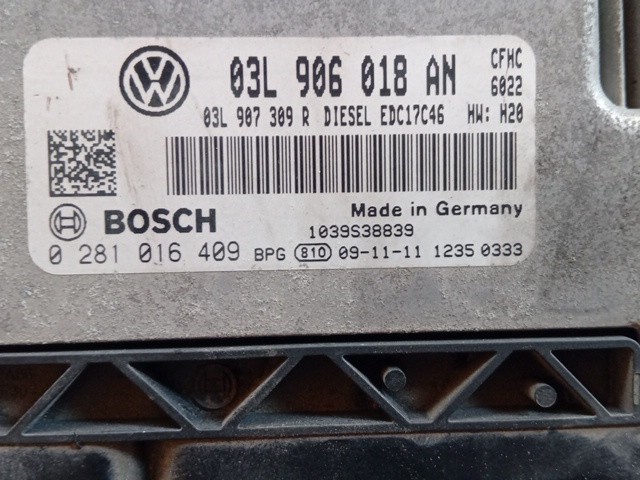 03L 906 018 AN CFHC
6022
03L 907 309 R DIESEL EDC17C46 HW: H20
BOSCH Made in Germany
1039S38839
0 281 016 409 BPG 810 09-11-11 1235 0333